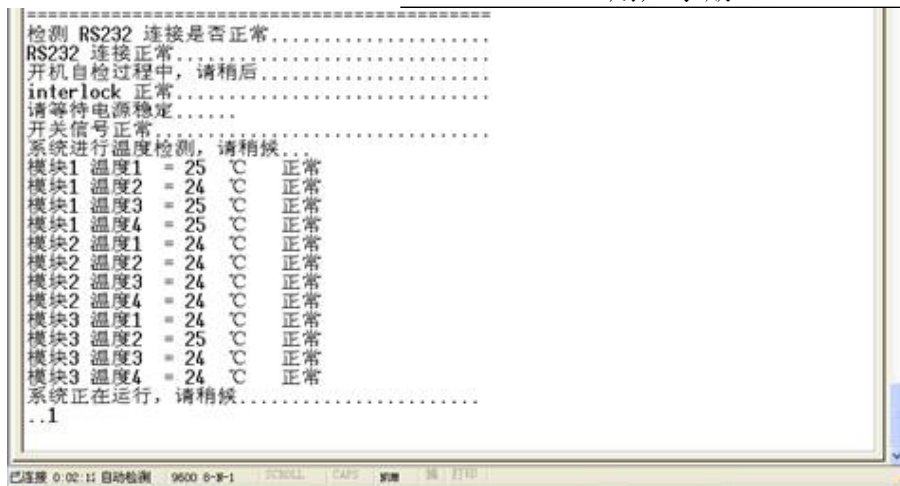 ==================================================
检测 RS232 连接是否正常.....................
RS232 连接正常..............................
开机自检过程中，请稍后......................
interlock 正常..............................
请等待电源稳定......
开关信号正常................................
系统进行温度检测，请稍候...
模块1 温度1 = 25 ℃ 正常
模块1 温度2 = 24 ℃ 正常
模块1 温度3 = 25 ℃ 正常
模块1 温度4 = 25 ℃ 正常
模块2 温度1 = 24 ℃ 正常
模块2 温度2 = 24 ℃ 正常
模块2 温度3 = 24 ℃ 正常
模块2 温度4 = 24 ℃ 正常
模块3 温度1 = 24 ℃ 正常
模块3 温度2 = 25 ℃ 正常
模块3 温度3 = 24 ℃ 正常
模块3 温度4 = 24 ℃ 正常
系统正在运行，请稍候.......................
..1
已连接 0:02:11 自动检测 9600 8-N-1 SCROLL CAPS NUM 捕 打印